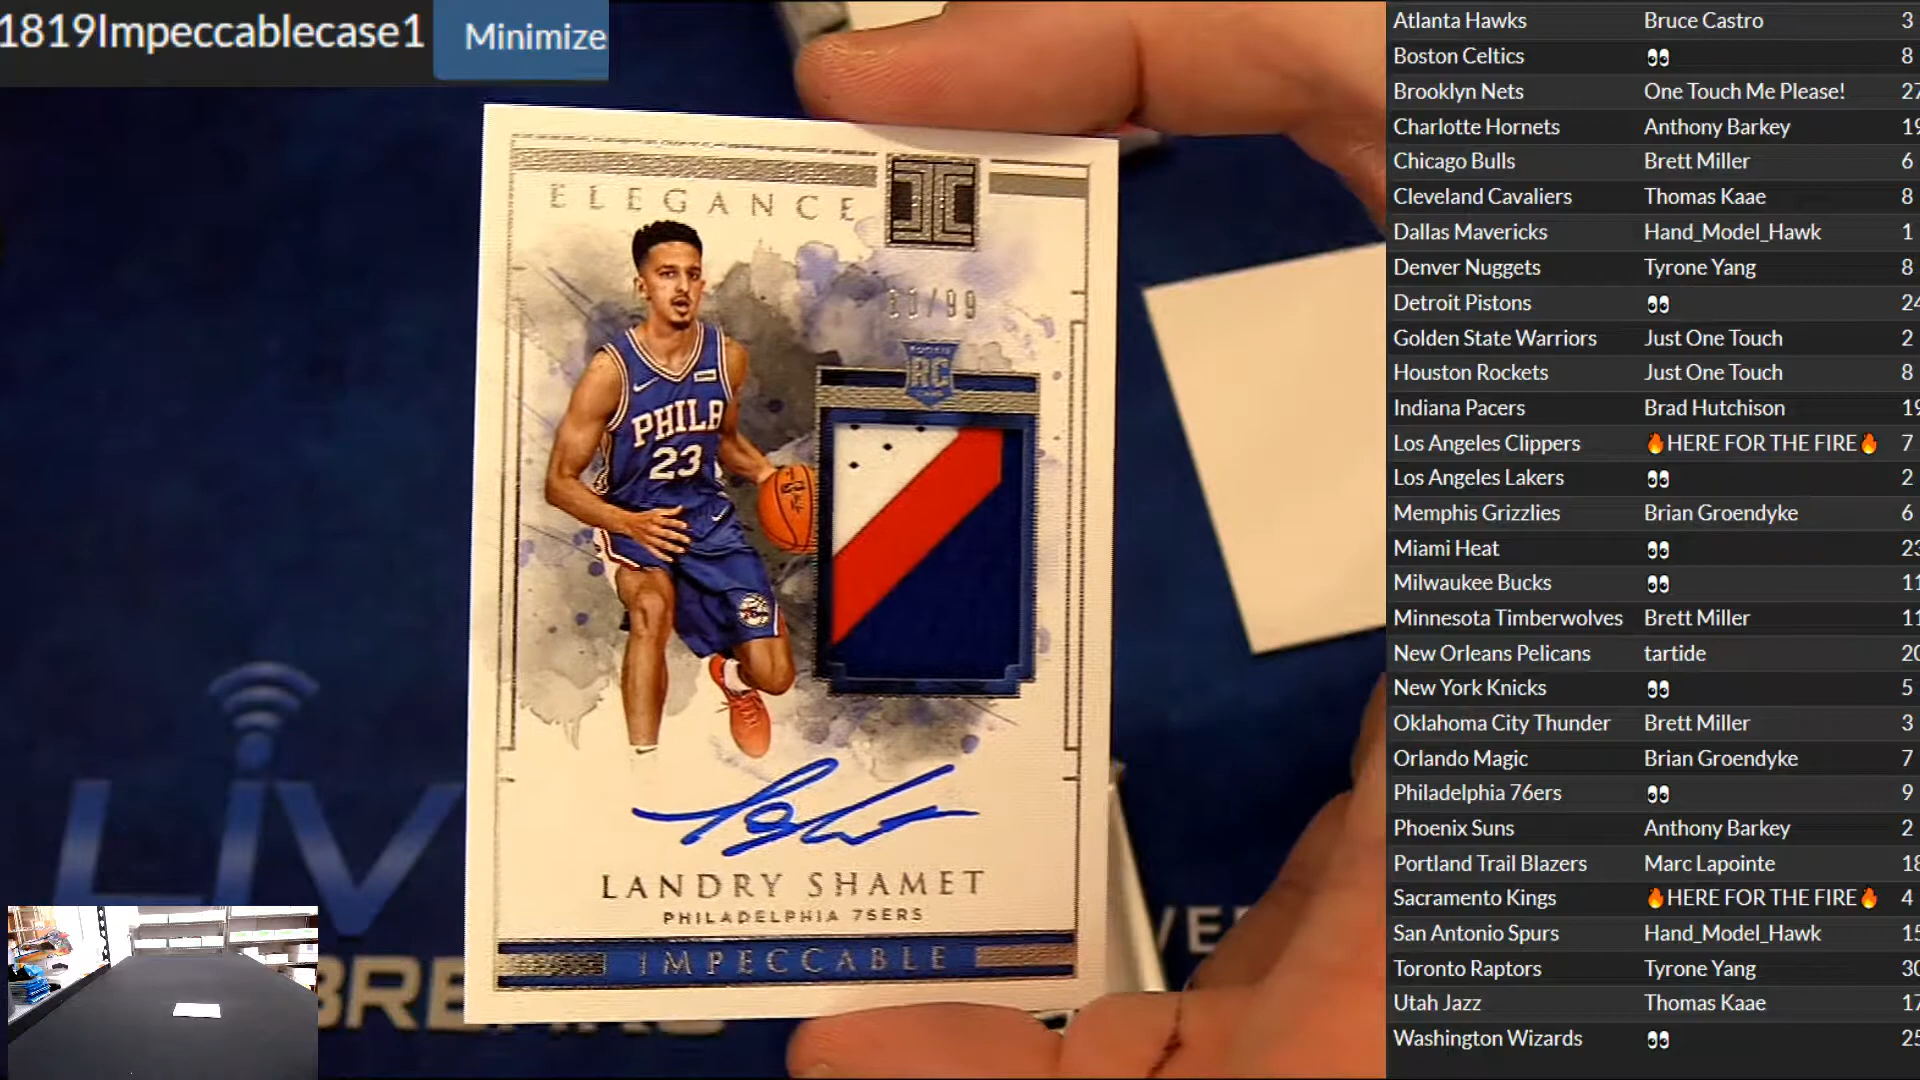 1819Impeccablecase1
Minimize
ELEGANCE
/99
RC
PHILA
23
LANDRY SHAMET
PHILADELPHIA 76ERS
IMPECCABLE
LIV
BRE
VE
Atlanta Hawks Bruce Castro 3
Boston Celtics 👀 8
Brooklyn Nets One Touch Me Please! 27
Charlotte Hornets Anthony Barkey 19
Chicago Bulls Brett Miller 6
Cleveland Cavaliers Thomas Kaae 8
Dallas Mavericks Hand_Model_Hawk 1
Denver Nuggets Tyrone Yang 8
Detroit Pistons 👀 24
Golden State Warriors Just One Touch 2
Houston Rockets Just One Touch 8
Indiana Pacers Brad Hutchison 19
Los Angeles Clippers 🔥HERE FOR THE FIRE🔥 7
Los Angeles Lakers 👀 2
Memphis Grizzlies Brian Groendyke 6
Miami Heat 👀 23
Milwaukee Bucks 👀 11
Minnesota Timberwolves Brett Miller 11
New Orleans Pelicans tartide 20
New York Knicks 👀 5
Oklahoma City Thunder Brett Miller 3
Orlando Magic Brian Groendyke 7
Philadelphia 76ers 👀 9
Phoenix Suns Anthony Barkey 2
Portland Trail Blazers Marc Lapointe 18
Sacramento Kings 🔥HERE FOR THE FIRE🔥 4
San Antonio Spurs Hand_Model_Hawk 15
Toronto Raptors Tyrone Yang 30
Utah Jazz Thomas Kaae 17
Washington Wizards 👀 25